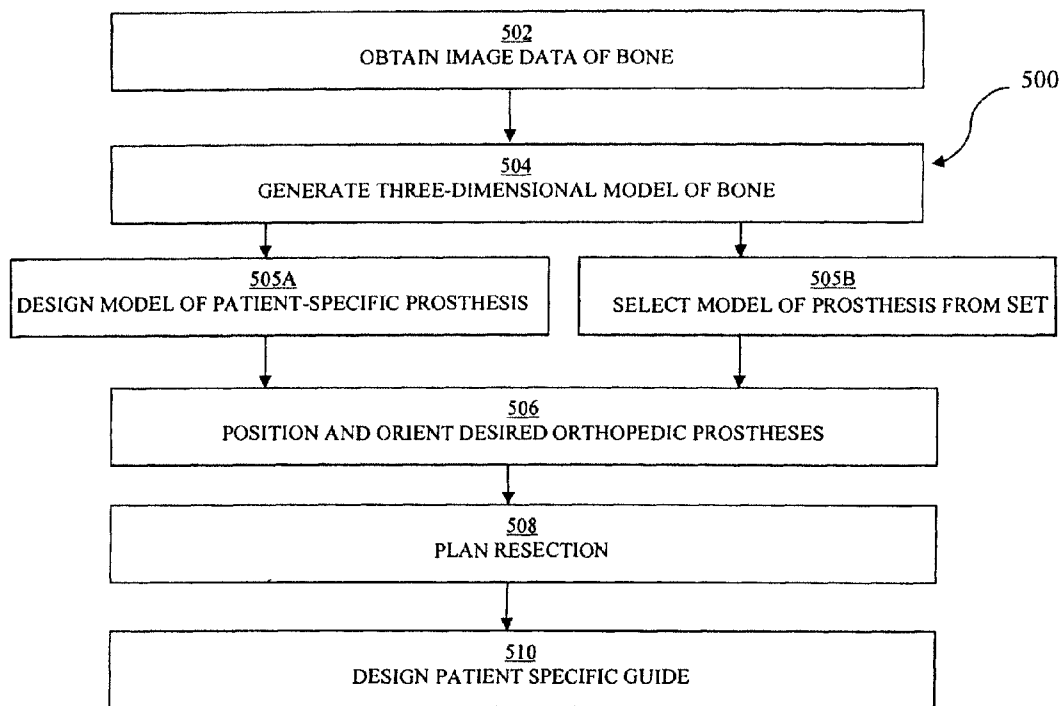 502
OBTAIN IMAGE DATA OF BONE
500
504
GENERATE THREE-DIMENSIONAL MODEL OF BONE
505A
DESIGN MODEL OF PATIENT-SPECIFIC PROSTHESIS
505B
SELECT MODEL OF PROSTHESIS FROM SET
506
POSITION AND ORIENT DESIRED ORTHOPEDIC PROSTHESES
508
PLAN RESECTION
510
DESIGN PATIENT SPECIFIC GUIDE